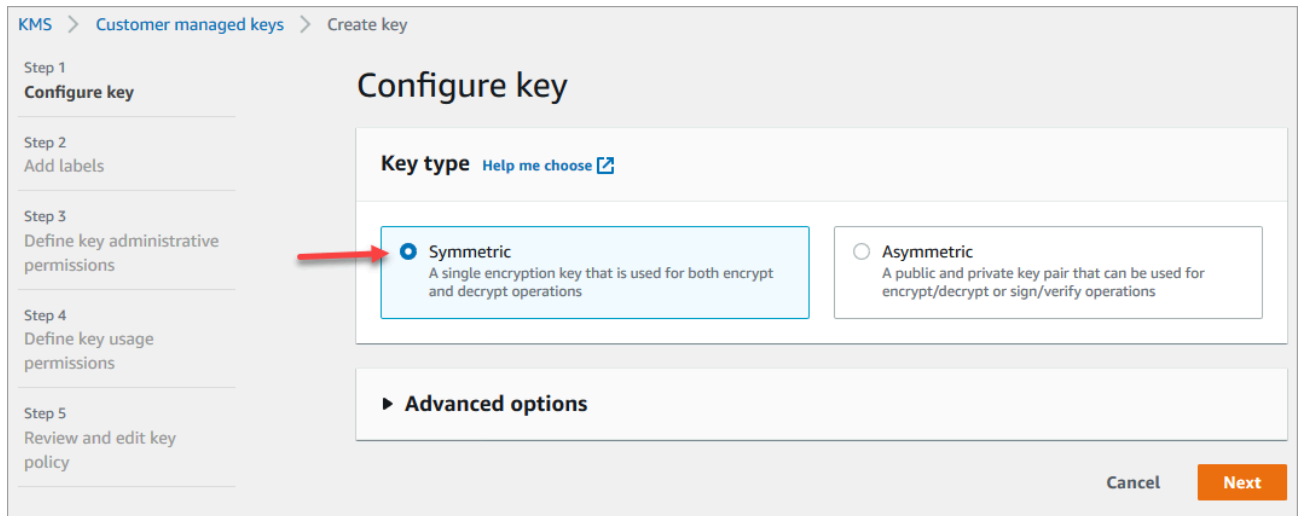 KMS > Customer managed keys > Create key
Step 1
Configure key
Step 2
Add labels
Step 3
Define key administrative
permissions
Step 4
Define key usage
permissions
Step 5
Review and edit key
policy
Configure key
Key type Help me choose
Symmetric
A single encryption key that is used for both encrypt
and decrypt operations
Asymmetric
A public and private key pair that can be used for
encrypt/decrypt or sign/verify operations
Advanced options
Cancel Next